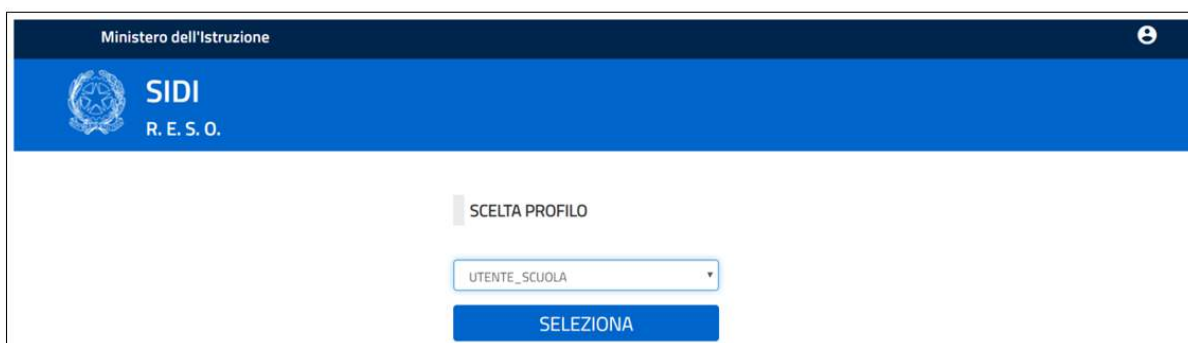 Ministero dell'Istruzione
SIDI
R. E. S. O.
SCELTA PROFILO
UTENTE_SCUOLA
SELEZIONA